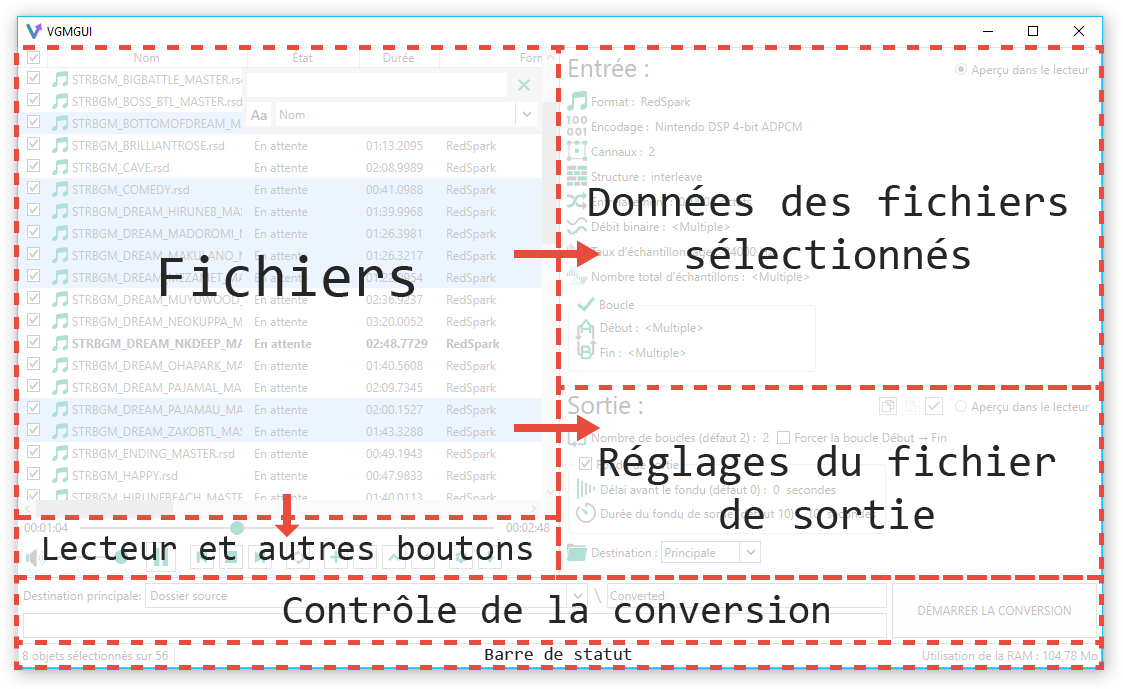 VGMGUI
Nom État Durée Form
STRBGM_BIGBATTLE_MASTER.rsd
STRBGM_BOSS_BTL_MASTER.rsd
Aa Nom
STRBGM_BOTTOMOFDREAM_MA
STRBGM_BRILLIANTROSE.rsd En attente 01:13.2095 RedSpark
STRBGM_CAVE.rsd En attente 02:08.9989 RedSpark
STRBGM_COMEDY.rsd En attente 00:41.0988 RedSpark
STRBGM_DREAM_HIRUNEB_MAS En attente 01:39.9968 RedSpark
STRBGM_DREAM_MADOROMI_M En attente 01:26.3981 RedSpark
STRBGM_DREAM_MAKURANO_M En attente 01:26.3217 RedSpark
En attente RedSpark
STRBGM_DREAM_MUYUWOOD_ En attente 02:36.9237 RedSpark
STRBGM_DREAM_NEOKUPPA_M En attente 03:20.0052 RedSpark
STRBGM_DREAM_NKDEEP_MA En attente 02:48.7729 RedSpark
STRBGM_DREAM_OHAPARK_MA En attente 01:40.5608 RedSpark
STRBGM_DREAM_PAJAMAL_MA En attente 02:09.7345 RedSpark
STRBGM_DREAM_PAJAMAU_MA En attente 02:00.1527 RedSpark
STRBGM_DREAM_ZAKOBTL_MAS En attente 01:43.3288 RedSpark
STRBGM_ENDING_MASTER.rsd En attente 00:49.1943 RedSpark
STRBGM_HAPPY.rsd En attente 00:47.9833 RedSpark
STRBGM_HIRUNEBEACH_MASTE En attente 01:40.0113 RedSpark
Fichiers
00:01:04 00:02:48
Lecteur et autres boutons
Entrée :
Aperçu dans le lecteur
Format : RedSpark
Encodage : Nintendo DSP 4-bit ADPCM
Cannaux : 2
Structure : interleave
Données des fichiers
Débit binaire : <Multiple>
sélectionnés
Taux d'échantillonnage : 24000
Nombre total d'échantillons : <Multiple>
Boucle
Début : <Multiple>
Fin : <Multiple>
Sortie :
Aperçu dans le lecteur
Nombre de boucles (défaut 2) : 2 Forcer la boucle Début → Fin
Réglages du fichier
Délai avant le fondu (défaut 0) : 0 secondes
de sortie
Durée du fondu de sortie (défaut 10) : 10 secondes
Destination : Principale
Destination principale: Dossier source \ Converted
Contrôle de la conversion
DÉMARRER LA CONVERSION
8 objets sélectionnés sur 56
Barre de statut
Utilisation de la RAM : 104,78 Mo